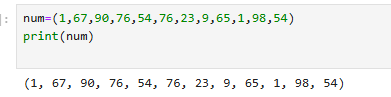 ]:
num=(1,67,90,76,54,76,23,9,65,1,98,54)
print(num)
(1, 67, 90, 76, 54, 76, 23, 9, 65, 1, 98, 54)